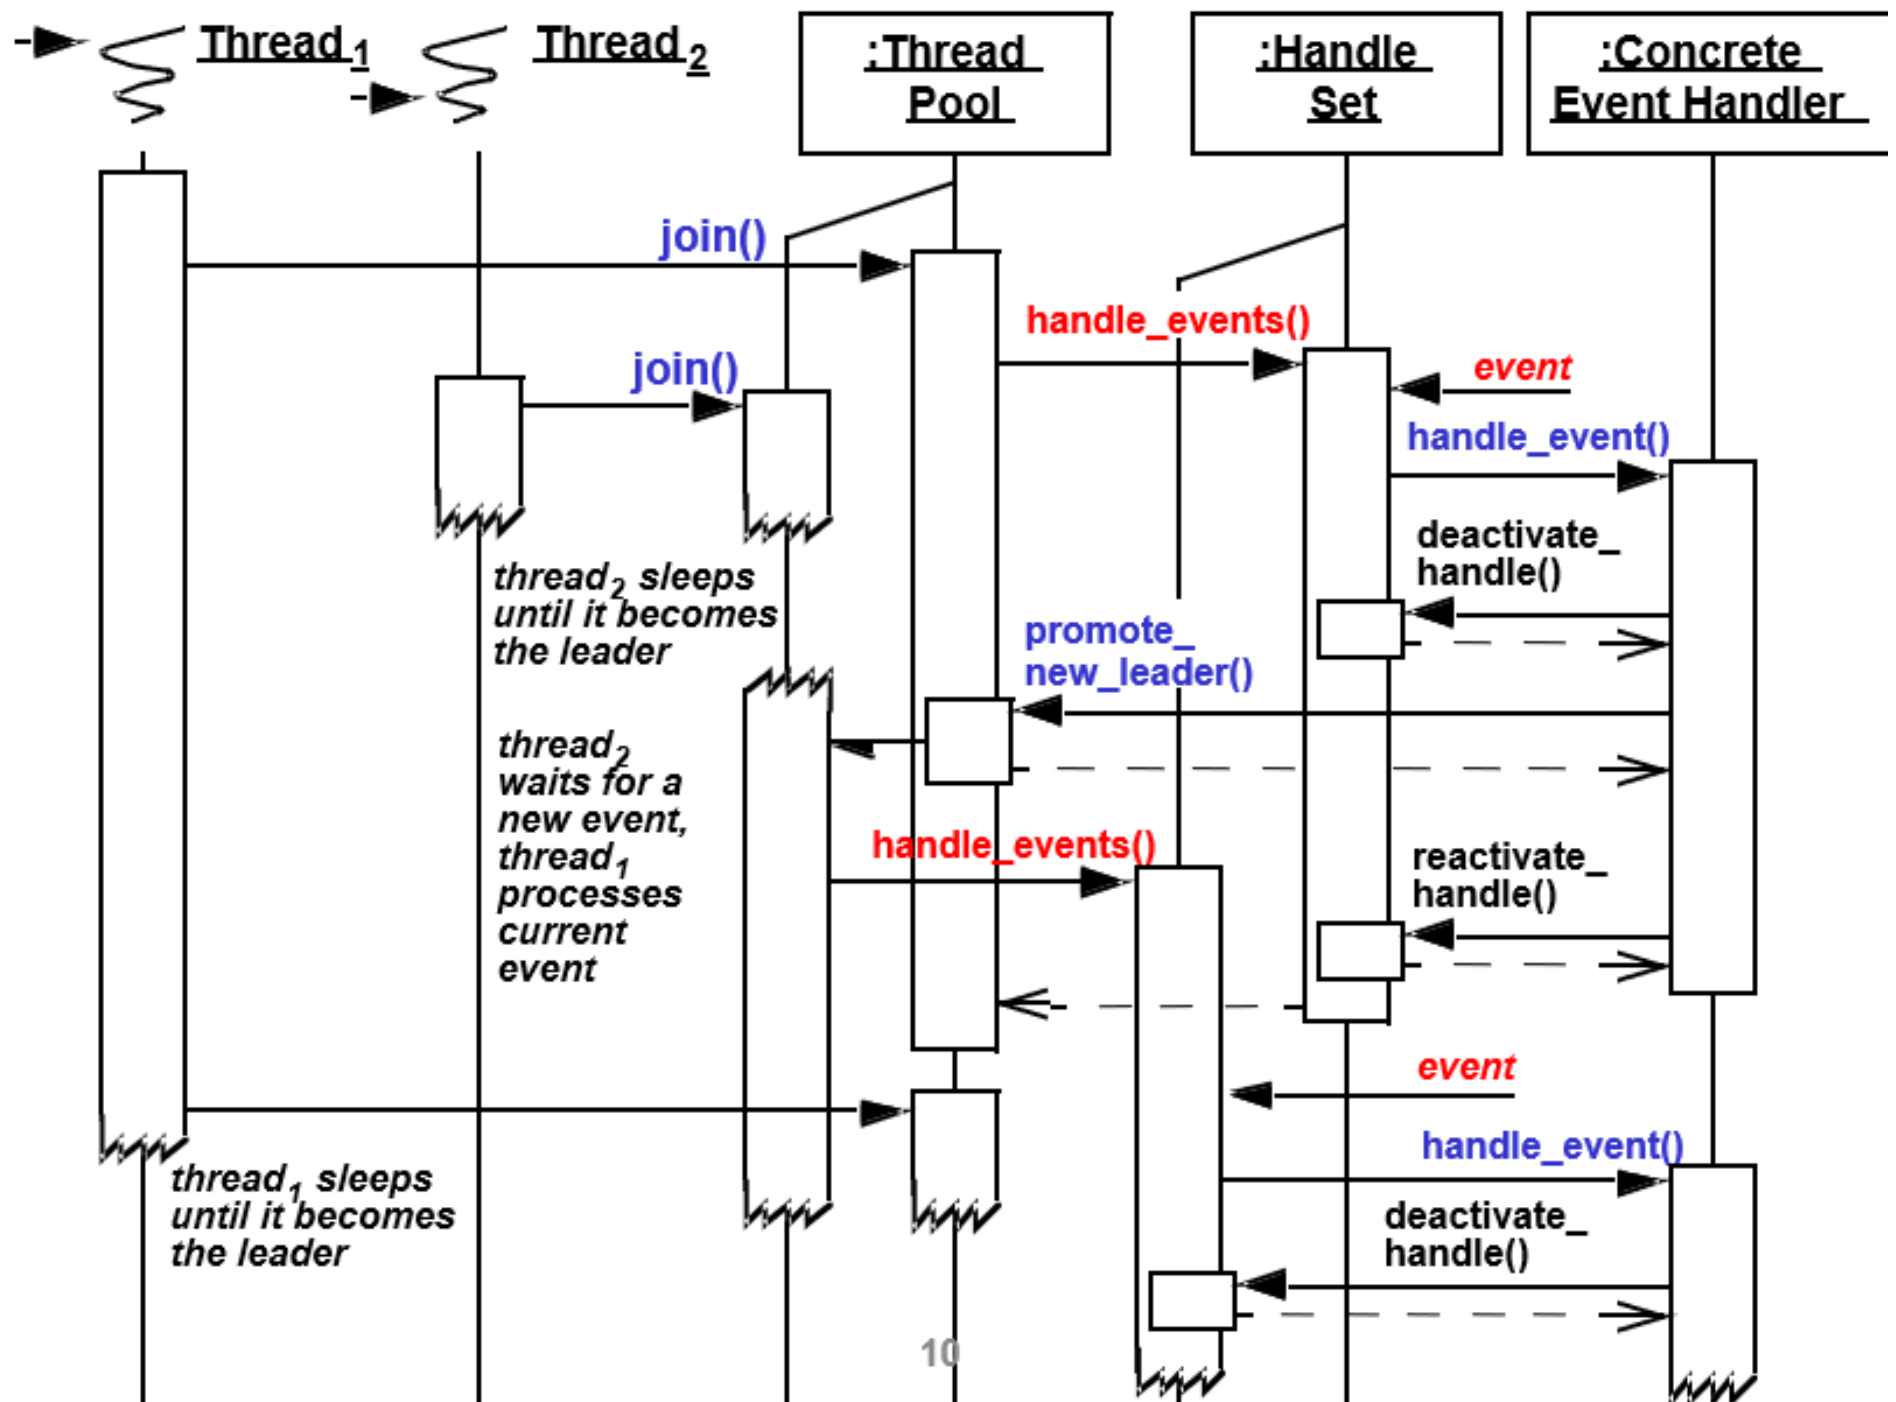 Thread1
Thread2
:Thread
Pool
:Handle
Set
:Concrete
Event Handler
join()
handle_events()
join()
event
handle_event()
deactivate_
handle()
thread2 sleeps
until it becomes
the leader
promote_
new_leader()
thread2
waits for a
new event,
thread1
processes
current
event
handle_events()
reactivate_
handle()
event
handle_event()
thread1 sleeps
until it becomes
the leader
deactivate_
handle()
10